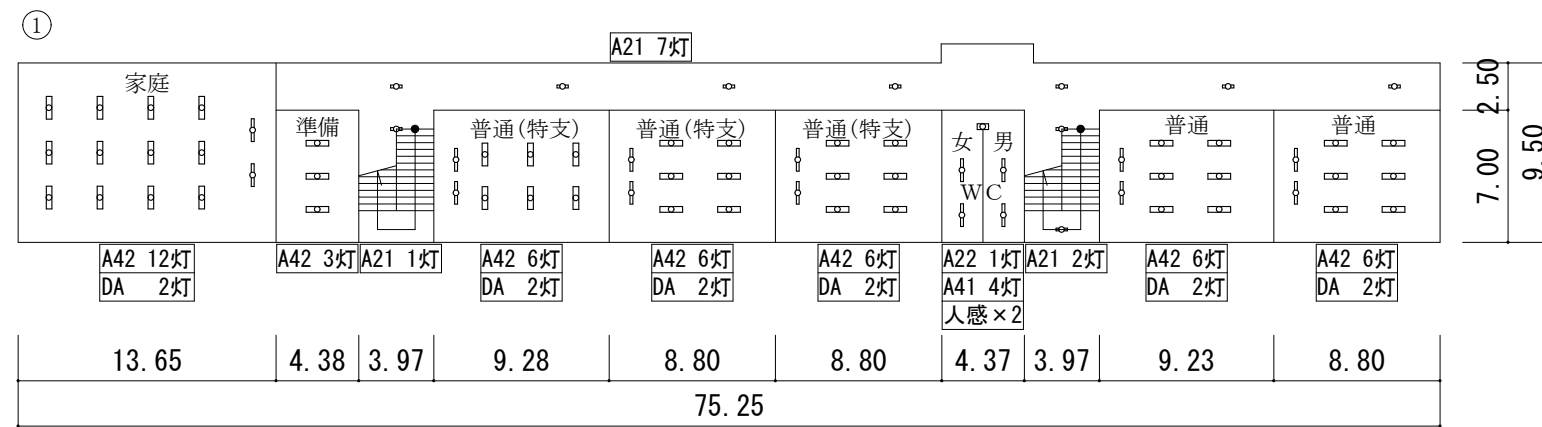 ①
A21 7灯
家庭
準備
普通(特支)
普通(特支)
普通(特支)
女 男
WC
普通
普通
2.50
7.00
9.50
A42 12灯
DA 2灯
A42 3灯
A21 1灯
A42 6灯
DA 2灯
A42 6灯
DA 2灯
A42 6灯
DA 2灯
A22 1灯
A41 4灯
人感×2
A21 2灯
A42 6灯
DA 2灯
A42 6灯
DA 2灯
13.65 4.38 3.97 9.28 8.80 8.80 4.37 3.97 9.23 8.80
75.25